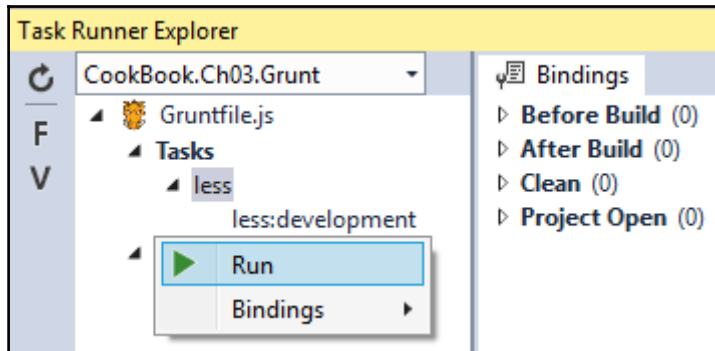 Task Runner Explorer
CookBook.Ch03.Grunt
F
V
Gruntfile.js
Tasks
less
less:development
Run
Bindings
Bindings
Before Build (0)
After Build (0)
Clean (0)
Project Open (0)